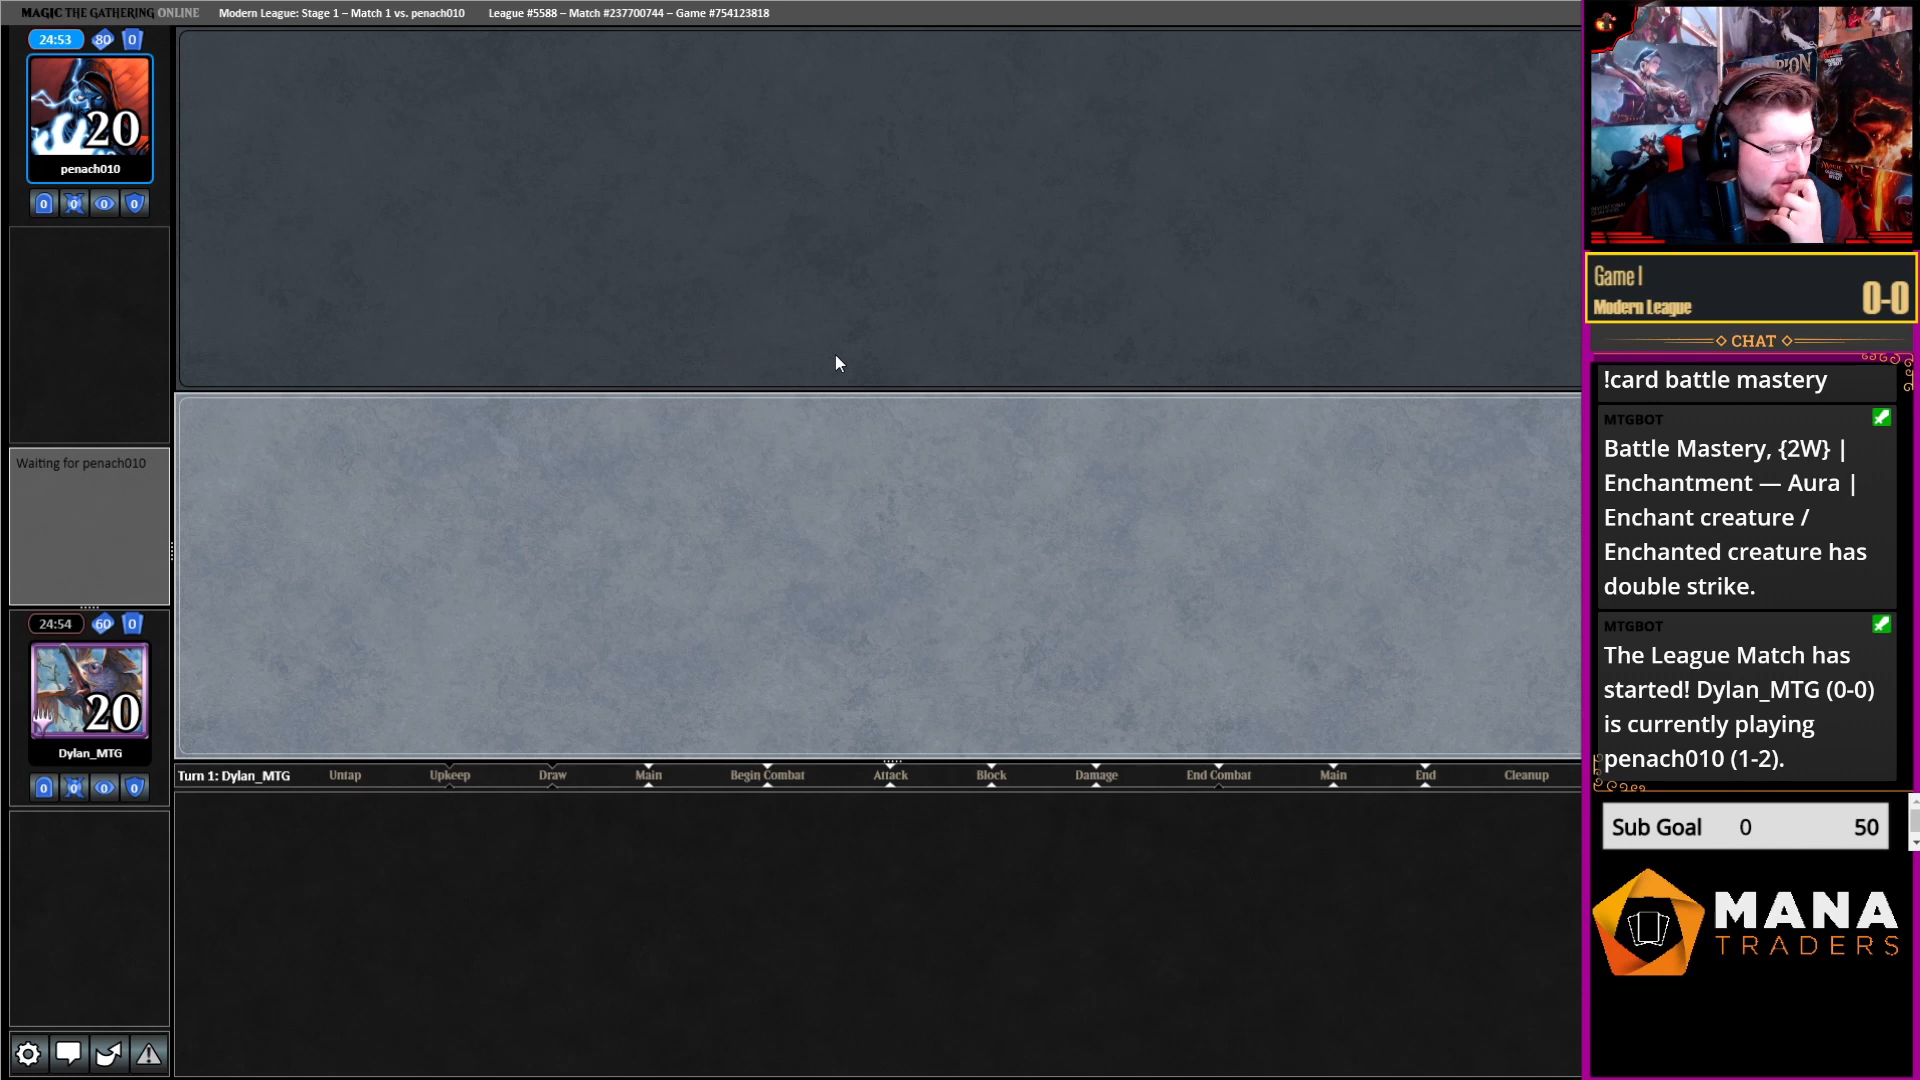 MAGIC THE GATHERING ONLINE
Modern League: Stage 1 – Match 1 vs. penach010
League #5588 – Match #237700744 – Game #754123818
24:53
80
0
20
penach010
0
0
0
0
Waiting for penach010
24:54
60
0
20
Dylan_MTG
0
0
0
0
Turn 1: Dylan_MTG
Untap
Upkeep
Draw
Main
Begin Combat
Attack
Block
Damage
End Combat
Main
End
Cleanup
Game 1
Modern League
0-0
CHAT
!card battle mastery
MTGBOT
Battle Mastery, {2W} |
Enchantment — Aura |
Enchant creature /
Enchanted creature has
double strike.
MTGBOT
The League Match has
started! Dylan_MTG (0-0)
is currently playing
penach010 (1-2).
Sub Goal
0
50
MANA
TRADERS